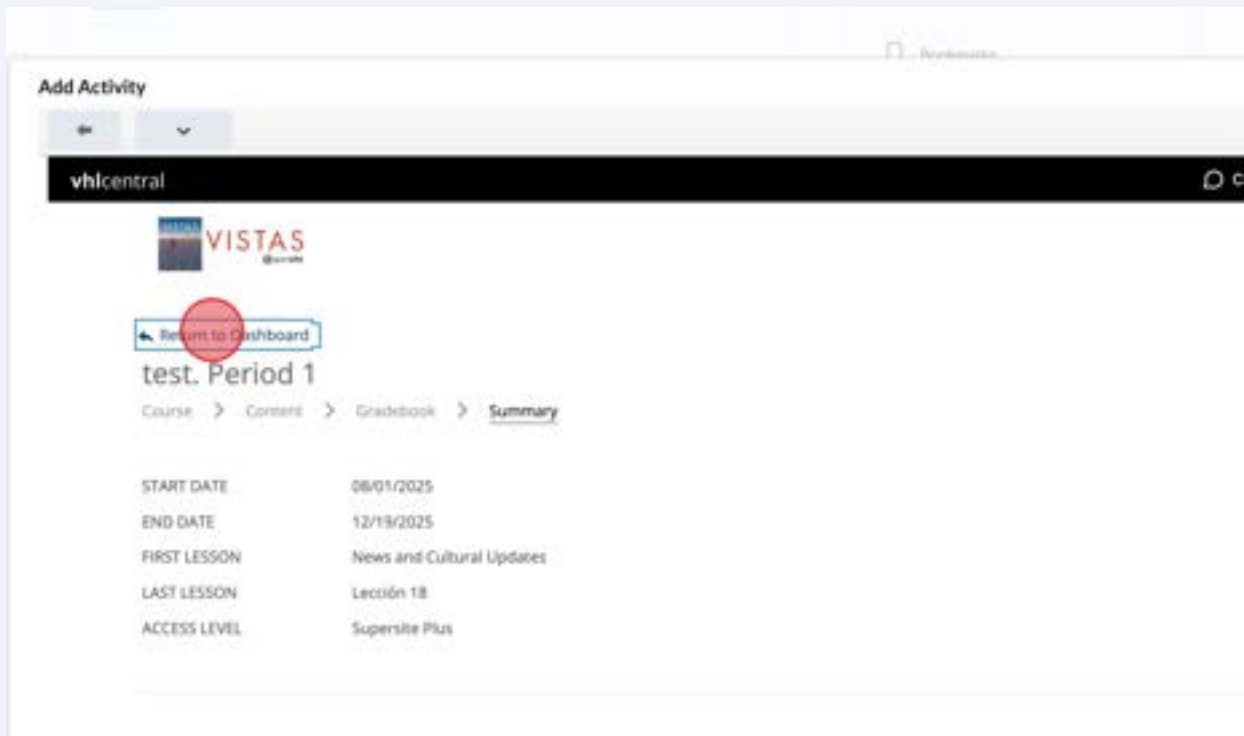 Bookmarks
Add Activity
vhlcentral
C
VISTAS
Return to Dashboard
test. Period 1
Course > Content > Gradebook > Summary
START DATE 08/01/2025
END DATE 12/19/2025
FIRST LESSON News and Cultural Updates
LAST LESSON Lección 18
ACCESS LEVEL Supersite Plus